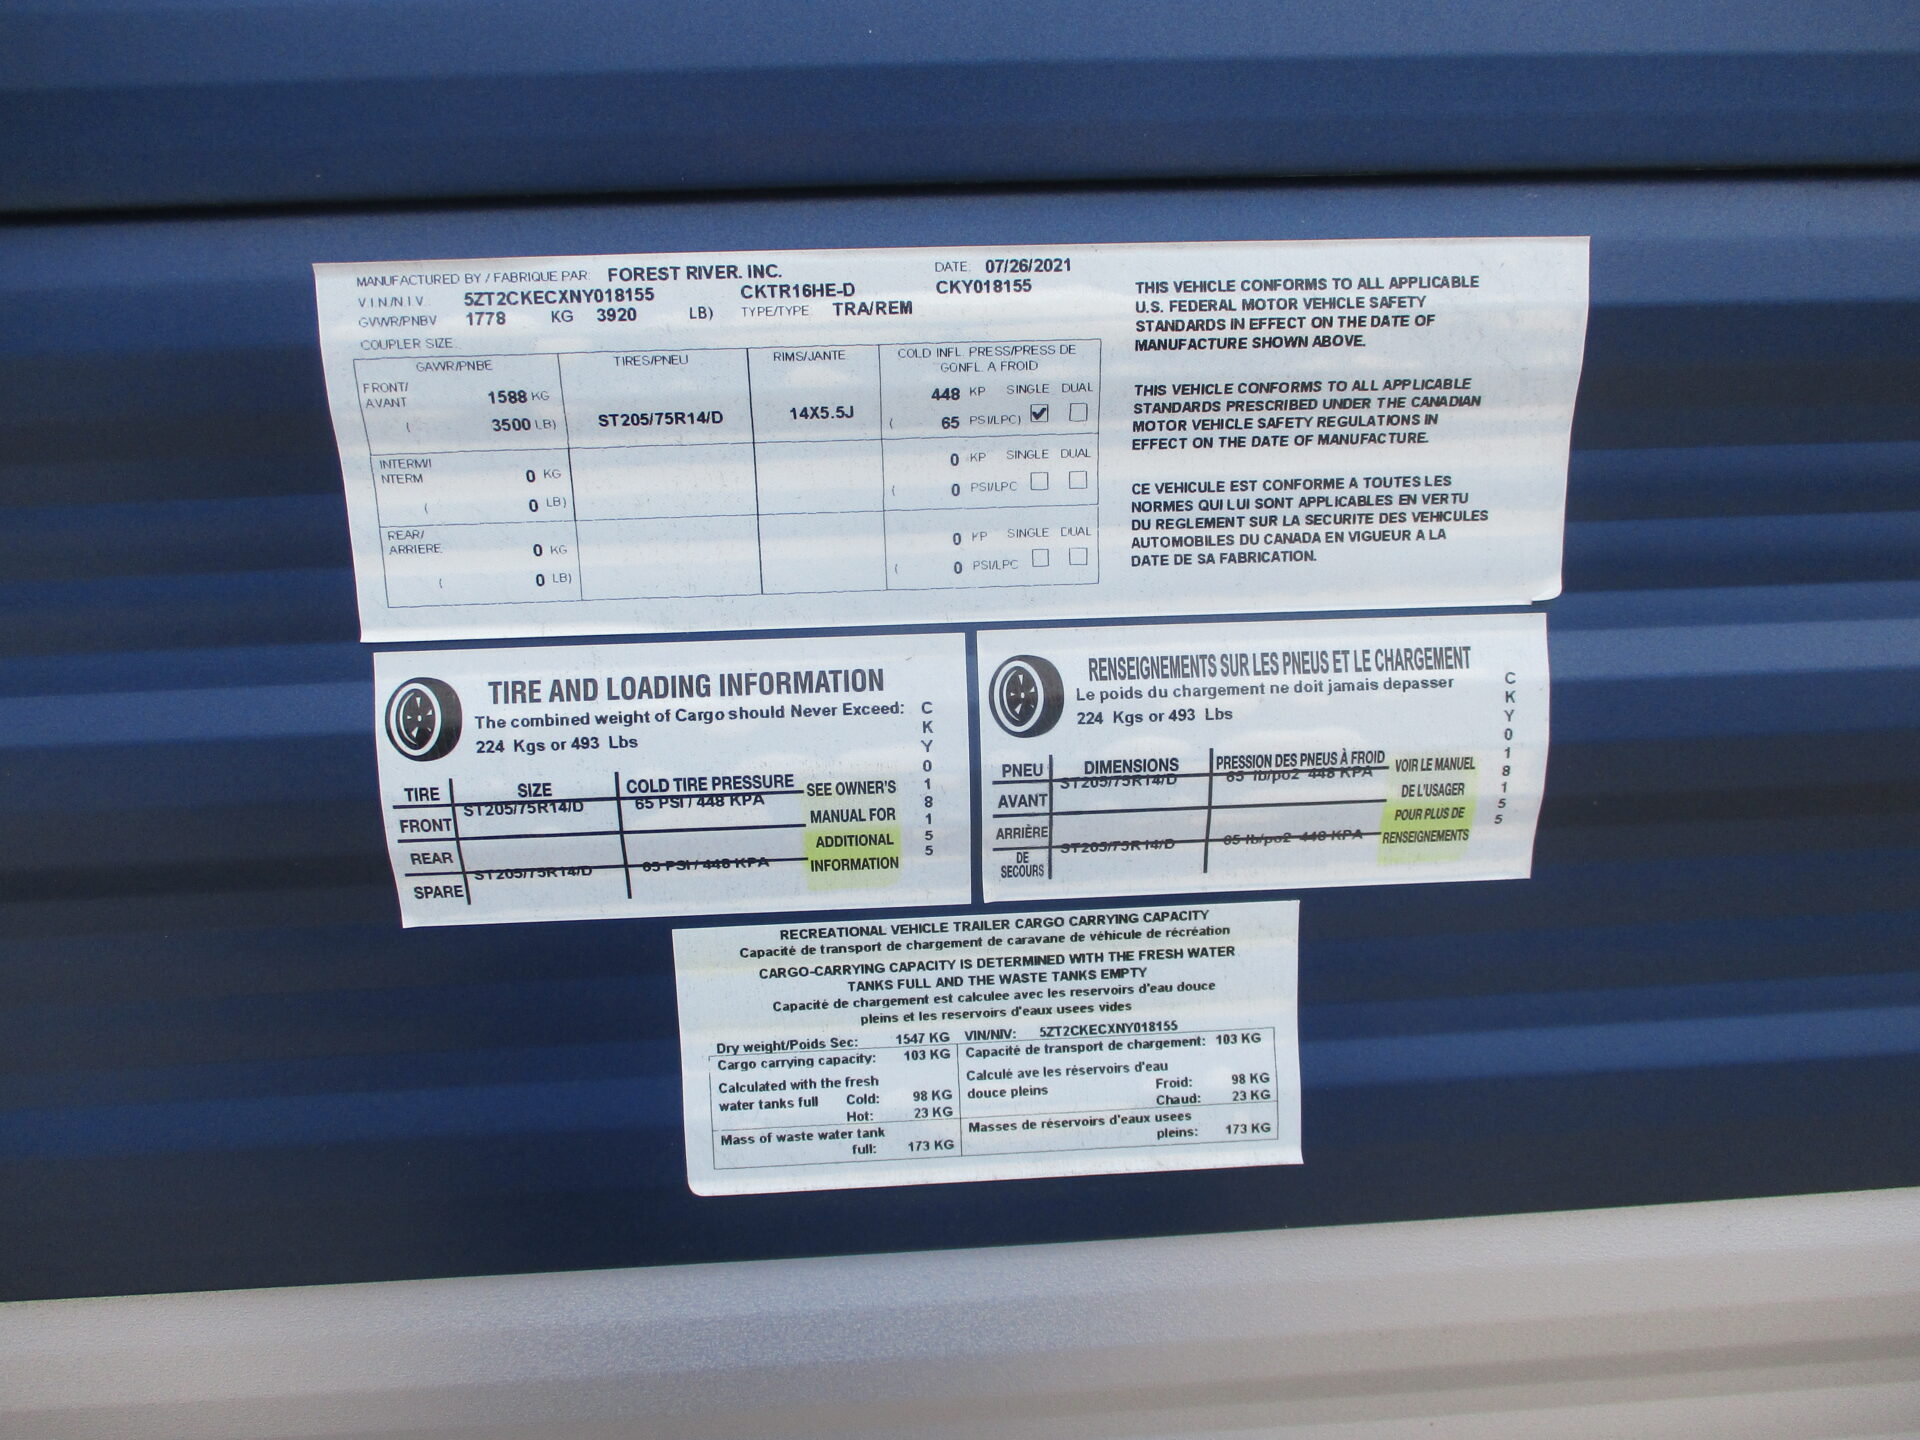 MANUFACTURED BY / FABRIQUE PAR: FOREST RIVER, INC. DATE: 07/26/2021
V I N / N I V: 5ZT2CKECXNY018155 CKTR16HE-D CKY018155
GVWR/PNBV 1778 KG 3920 LB) TYPE/TYPE TRA/REM
COUPLER SIZE:
GAWR/PNBE TIRES/PNEU RIMS/JANTE COLD INFL. PRESS/PRESS DE
GONFL. A FROID
FRONT/ AVANT 1588 KG 448 KP SINGLE DUAL
( 3500 LB) ST205/75R14/D 14X5.5J ( 65 PSI/LPC)
INTERM/I NTERM 0 KG 0 KP SINGLE DUAL
( 0 LB) ( 0 PSI/LPC
REAR/ ARRIERE 0 KG 0 KP SINGLE DUAL
( 0 LB) ( 0 PSI/LPC
THIS VEHICLE CONFORMS TO ALL APPLICABLE
U.S. FEDERAL MOTOR VEHICLE SAFETY
STANDARDS IN EFFECT ON THE DATE OF
MANUFACTURE SHOWN ABOVE.
THIS VEHICLE CONFORMS TO ALL APPLICABLE
STANDARDS PRESCRIBED UNDER THE CANADIAN
MOTOR VEHICLE SAFETY REGULATIONS IN
EFFECT ON THE DATE OF MANUFACTURE.
CE VEHICULE EST CONFORME A TOUTES LES
NORMES QUI LUI SONT APPLICABLES EN VERTU
DU REGLEMENT SUR LA SECURITE DES VEHICULES
AUTOMOBILES DU CANADA EN VIGUEUR A LA
DATE DE SA FABRICATION.
TIRE AND LOADING INFORMATION
The combined weight of Cargo should Never Exceed:
224 Kgs or 493 Lbs
TIRE SIZE COLD TIRE PRESSURE
FRONT ST205/75R14/D 65 PSI / 448 KPA
REAR
SPARE ST205/75R14/D 65 PSI / 448 KPA
SEE OWNER'S
MANUAL FOR
ADDITIONAL
INFORMATION
CKY018155
RENSEIGNEMENTS SUR LES PNEUS ET LE CHARGEMENT
Le poids du chargement ne doit jamais depasser
224 Kgs or 493 Lbs
PNEU DIMENSIONS PRESSION DES PNEUS À FROID
AVANT ST205/75R14/D 65 lb/po2 448 KPA
ARRIÈRE
DE SECOURS ST205/75R14/D 65 lb/po2 448 KPA
VOIR LE MANUEL
DE L'USAGER
POUR PLUS DE
RENSEIGNEMENTS
CKY018155
RECREATIONAL VEHICLE TRAILER CARGO CARRYING CAPACITY
Capacité de transport de chargement de caravane de véhicule de récréation
CARGO-CARRYING CAPACITY IS DETERMINED WITH THE FRESH WATER
TANKS FULL AND THE WASTE TANKS EMPTY
Capacité de chargement est calculee avec les reservoirs d'eau douce
pleins et les reservoirs d'eaux usees vides
Dry weight/Poids Sec: 1547 KG VIN/NIV: 5ZT2CKECXNY018155
Cargo carrying capacity: 103 KG Capacité de transport de chargement: 103 KG
Calculated with the fresh Calculé ave les réservoirs d'eau
water tanks full Cold: 98 KG douce pleins Froid: 98 KG
Hot: 23 KG Chaud: 23 KG
Mass of waste water tank Masses de réservoirs d'eaux usees
full: 173 KG pleins: 173 KG